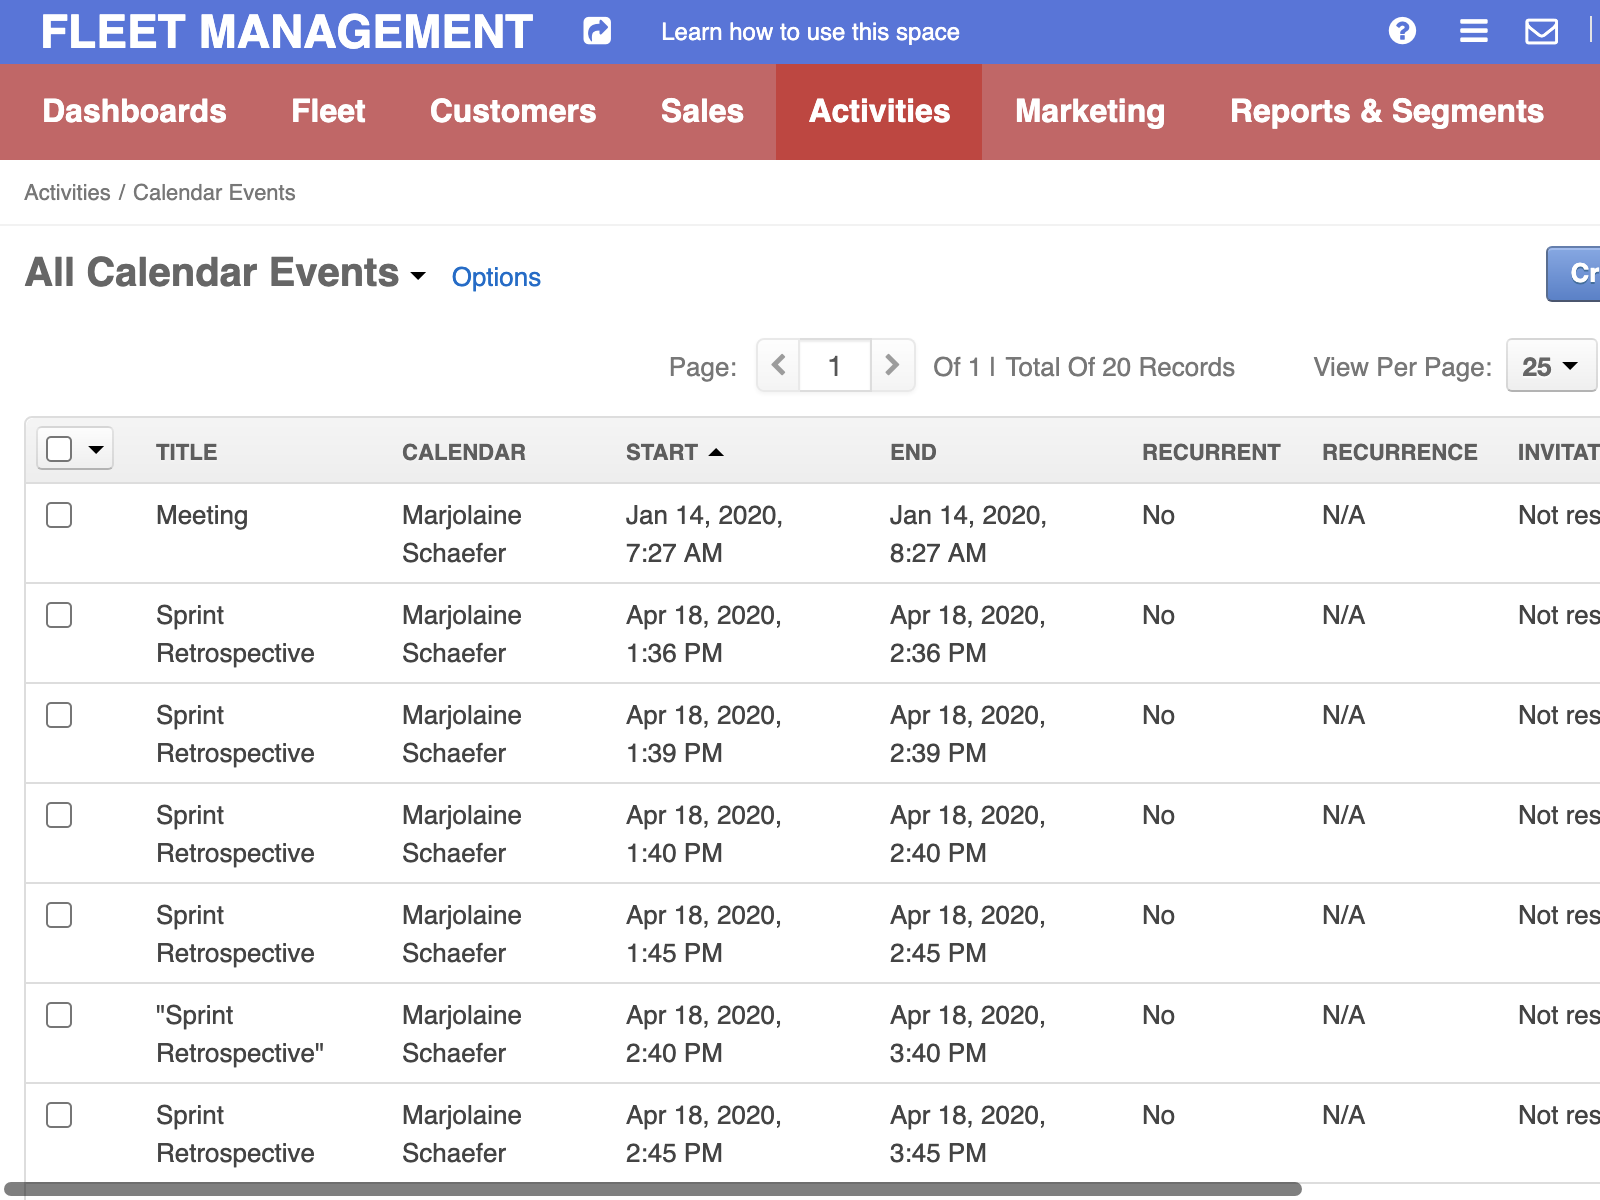 FLEET MANAGEMENT Learn how to use this space
Dashboards Fleet Customers Sales Activities Marketing Reports & Segments
Activities / Calendar Events
All Calendar Events Options Cr
Page: 1 Of 1 | Total Of 20 Records View Per Page: 25
TITLE CALENDAR START END RECURRENT RECURRENCE INVITAT
Meeting Marjolaine Jan 14, 2020, Jan 14, 2020, No N/A Not res
Schaefer 7:27 AM 8:27 AM
Sprint Marjolaine Apr 18, 2020, Apr 18, 2020, No N/A Not res
Retrospective Schaefer 1:36 PM 2:36 PM
Sprint Marjolaine Apr 18, 2020, Apr 18, 2020, No N/A Not res
Retrospective Schaefer 1:39 PM 2:39 PM
Sprint Marjolaine Apr 18, 2020, Apr 18, 2020, No N/A Not res
Retrospective Schaefer 1:40 PM 2:40 PM
Sprint Marjolaine Apr 18, 2020, Apr 18, 2020, No N/A Not res
Retrospective Schaefer 1:45 PM 2:45 PM
"Sprint Marjolaine Apr 18, 2020, Apr 18, 2020, No N/A Not res
Retrospective" Schaefer 2:40 PM 3:40 PM
Sprint Marjolaine Apr 18, 2020, Apr 18, 2020, No N/A Not res
Retrospective Schaefer 2:45 PM 3:45 PM